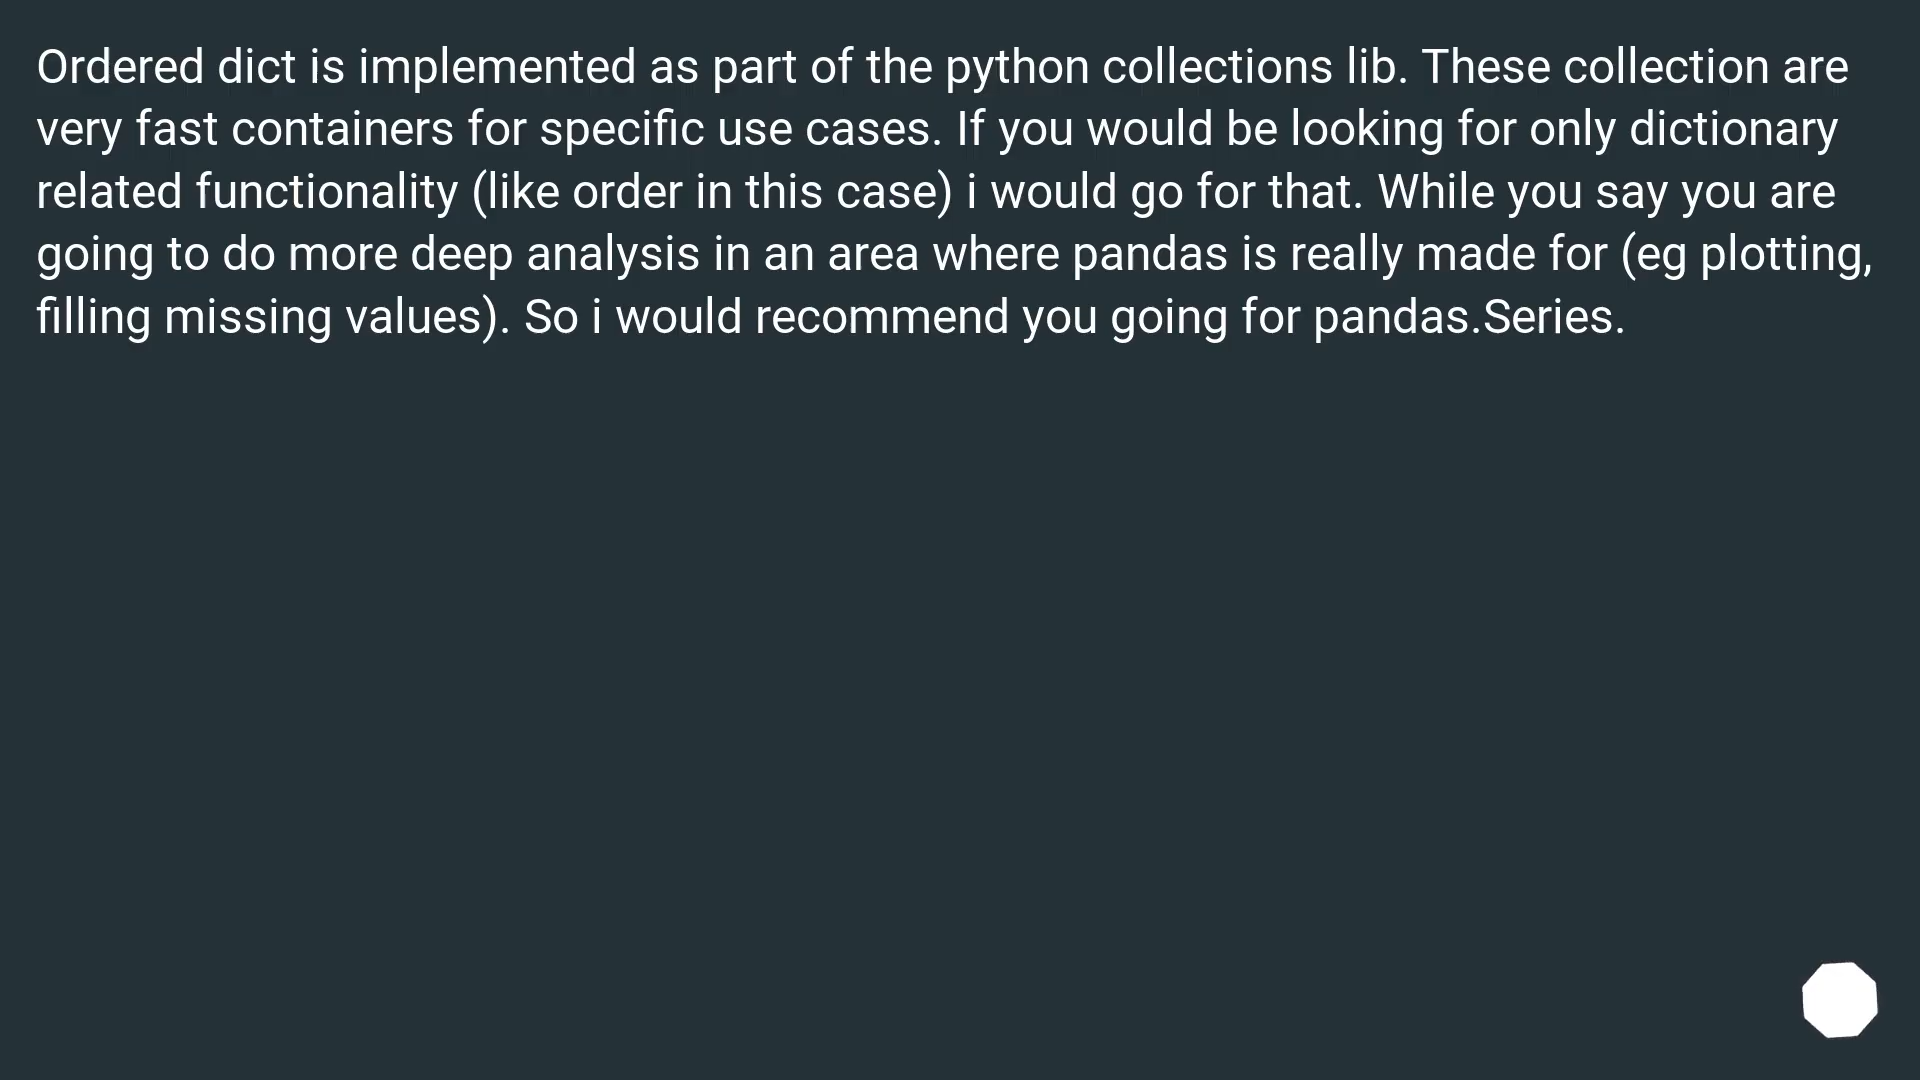 Ordered dict is implemented as part of the python collections lib. These collection are
very fast containers for specific use cases. If you would be looking for only dictionary
related functionality (like order in this case) i would go for that. While you say you are
going to do more deep analysis in an area where pandas is really made for (eg plotting,
filling missing values). So i would recommend you going for pandas.Series.